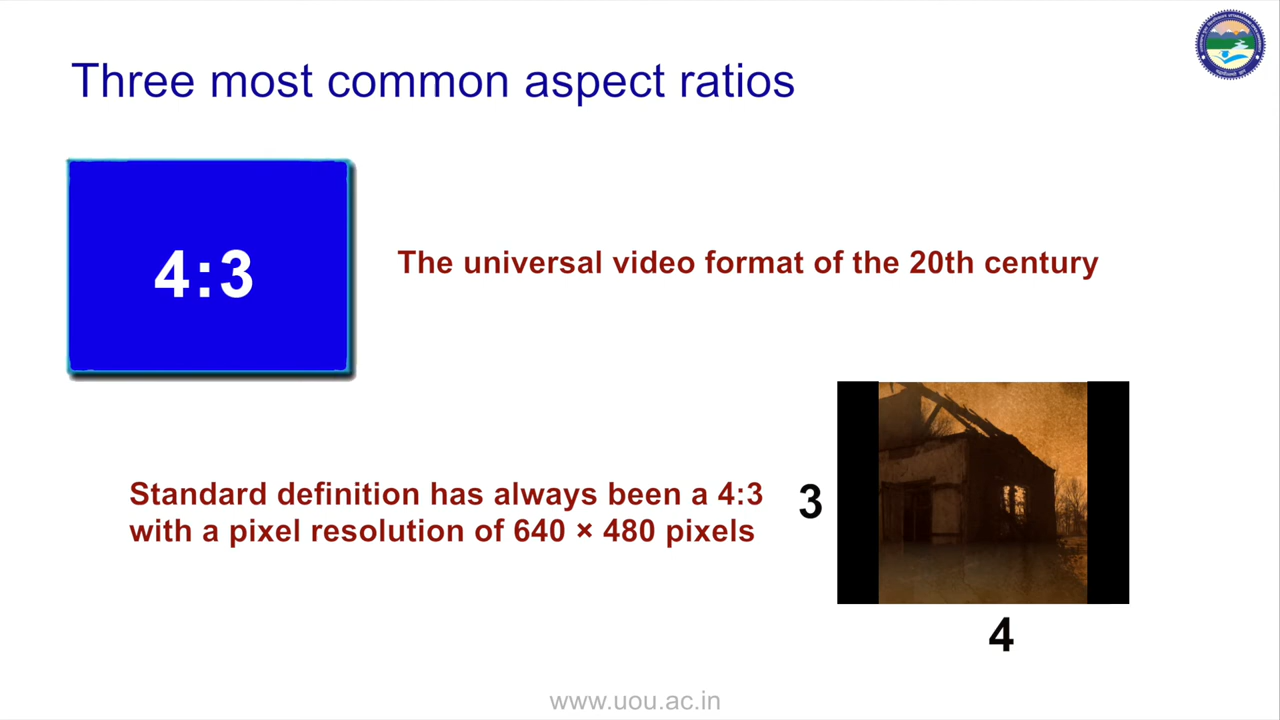 Three most common aspect ratios
4:3
The universal video format of the 20th century
Standard definition has always been a 4:3
with a pixel resolution of 640 × 480 pixels
3
4
www.uou.ac.in